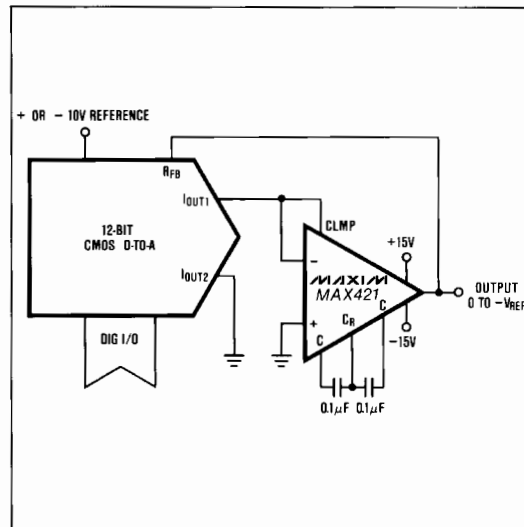 + OR − 10V REFERENCE
RFB
IOUT1
12-BIT
CMOS D-TO-A
IOUT2
DIG I/O
CLMP
+15V
−
MAXIM
MAX421
+
C
CR
C
−15V
OUTPUT
0 TO −VREF
0.1µF 0.1µF